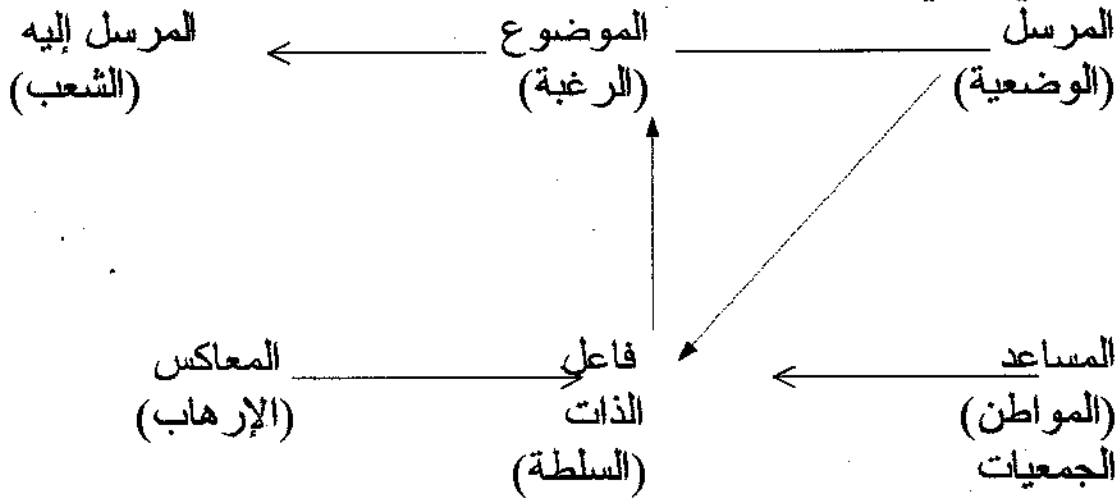 المرسل
(الوضعية)
الموضوع
(الرغبة)
المرسل إليه
(الشعب)
المساعد
(المواطن)
الجمعيات
فاعل
الذات
(السلطة)
المعاكس
(الإرهاب)